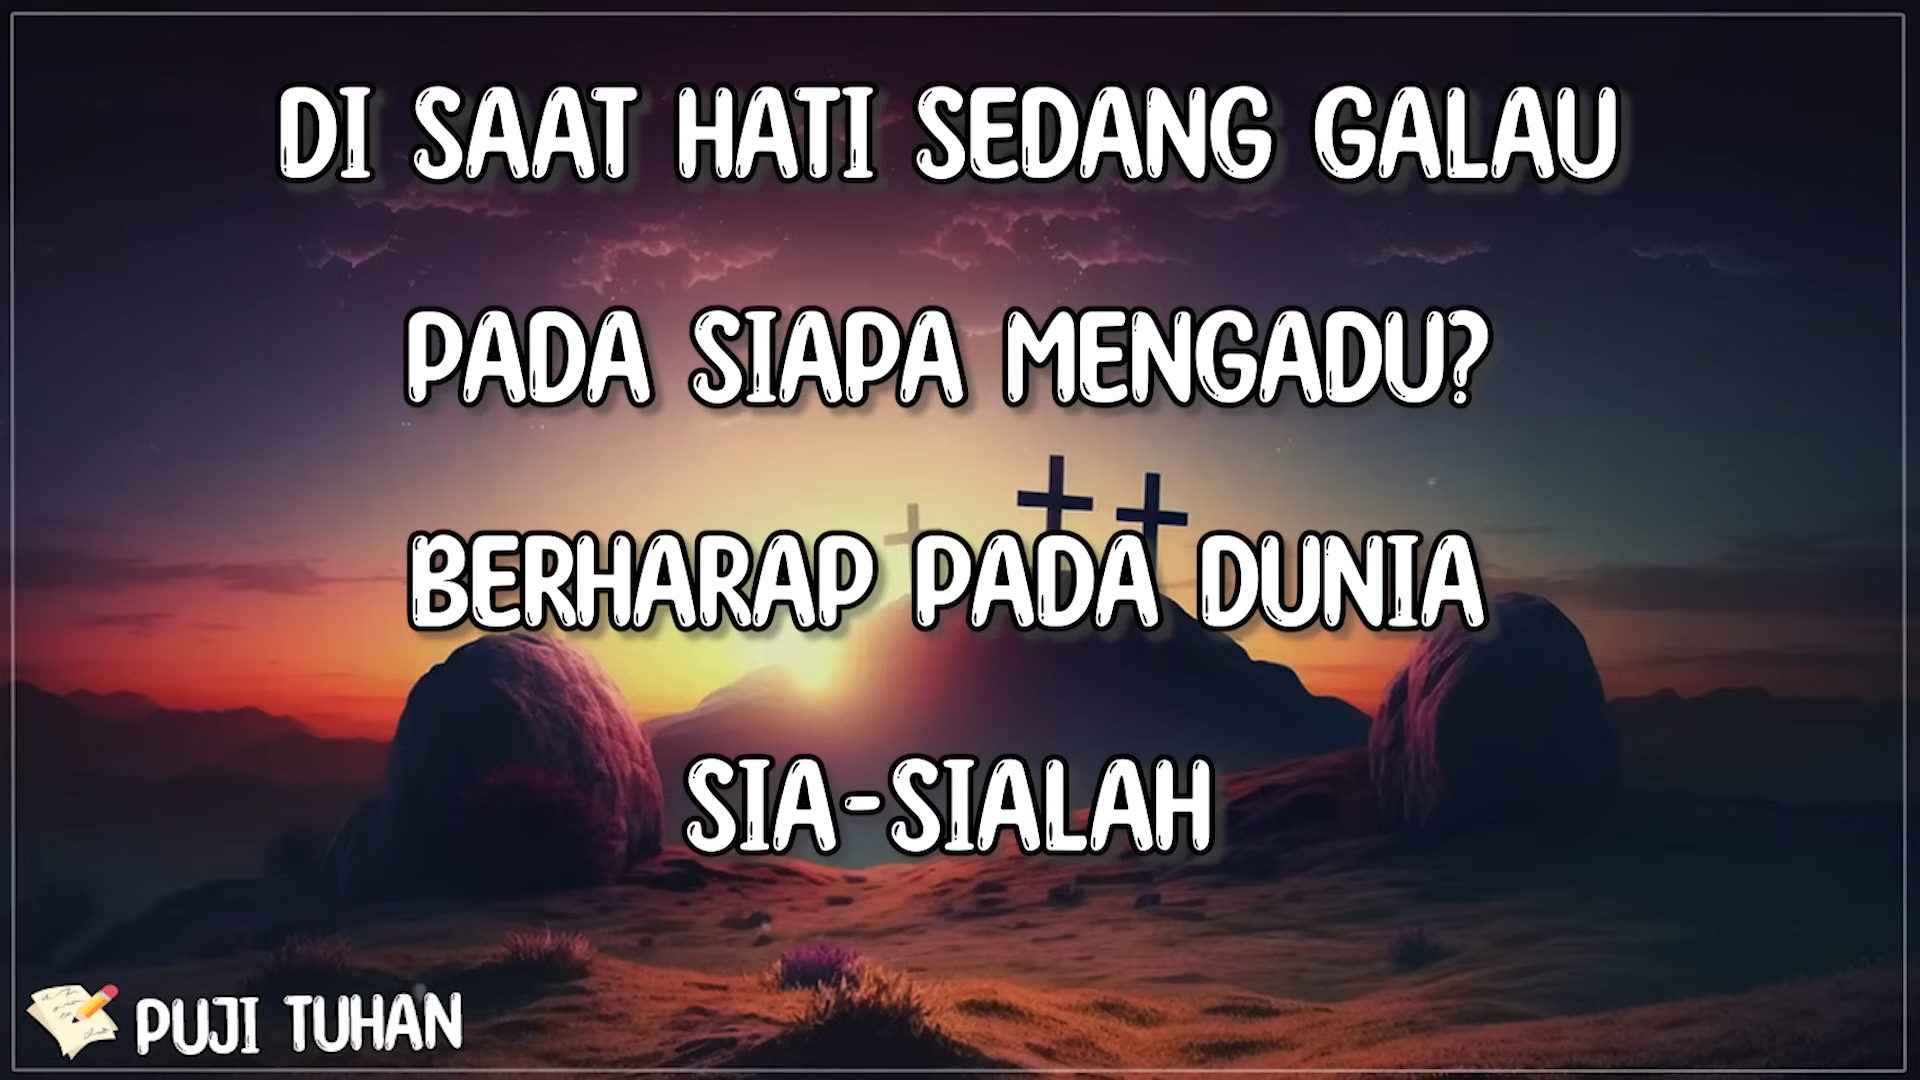 DI SAAT HATI SEDANG GALAU
PADA SIAPA MENGADU?
BERHARAP PADA DUNIA
SIA-SIALAH
PUJI TUHAN